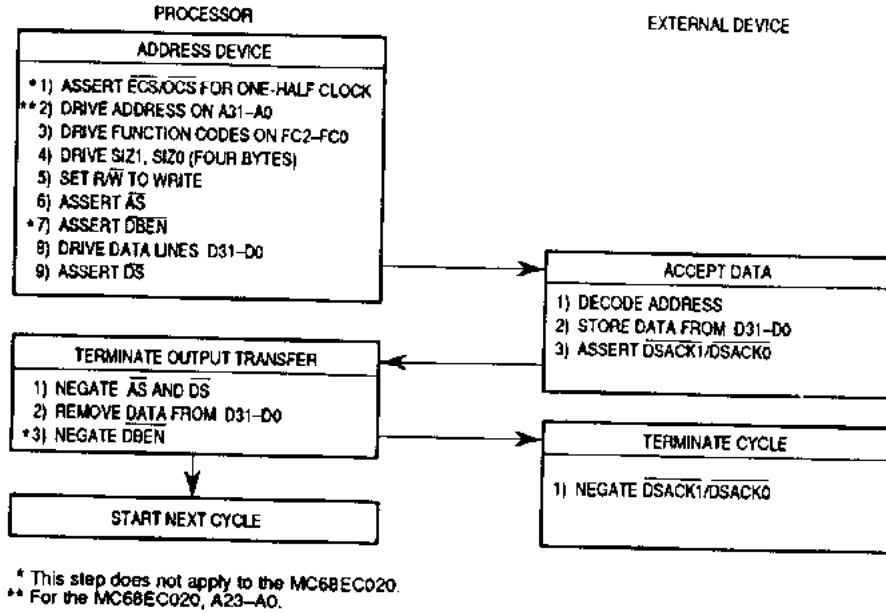 PROCESSOR
EXTERNAL DEVICE
ADDRESS DEVICE
*1) ASSERT ECS/OCS FOR ONE-HALF CLOCK
**2) DRIVE ADDRESS ON A31–A0
3) DRIVE FUNCTION CODES ON FC2–FC0
4) DRIVE SIZ1, SIZ0 (FOUR BYTES)
5) SET R/W TO WRITE
6) ASSERT AS
*7) ASSERT DBEN
8) DRIVE DATA LINES D31–D0
9) ASSERT DS
ACCEPT DATA
1) DECODE ADDRESS
2) STORE DATA FROM D31–D0
3) ASSERT DSACK1/DSACK0
TERMINATE OUTPUT TRANSFER
1) NEGATE AS AND DS
2) REMOVE DATA FROM D31–D0
*3) NEGATE DBEN
TERMINATE CYCLE
1) NEGATE DSACK1/DSACK0
START NEXT CYCLE
* This step does not apply to the MC68EC020.
** For the MC68EC020, A23–A0.